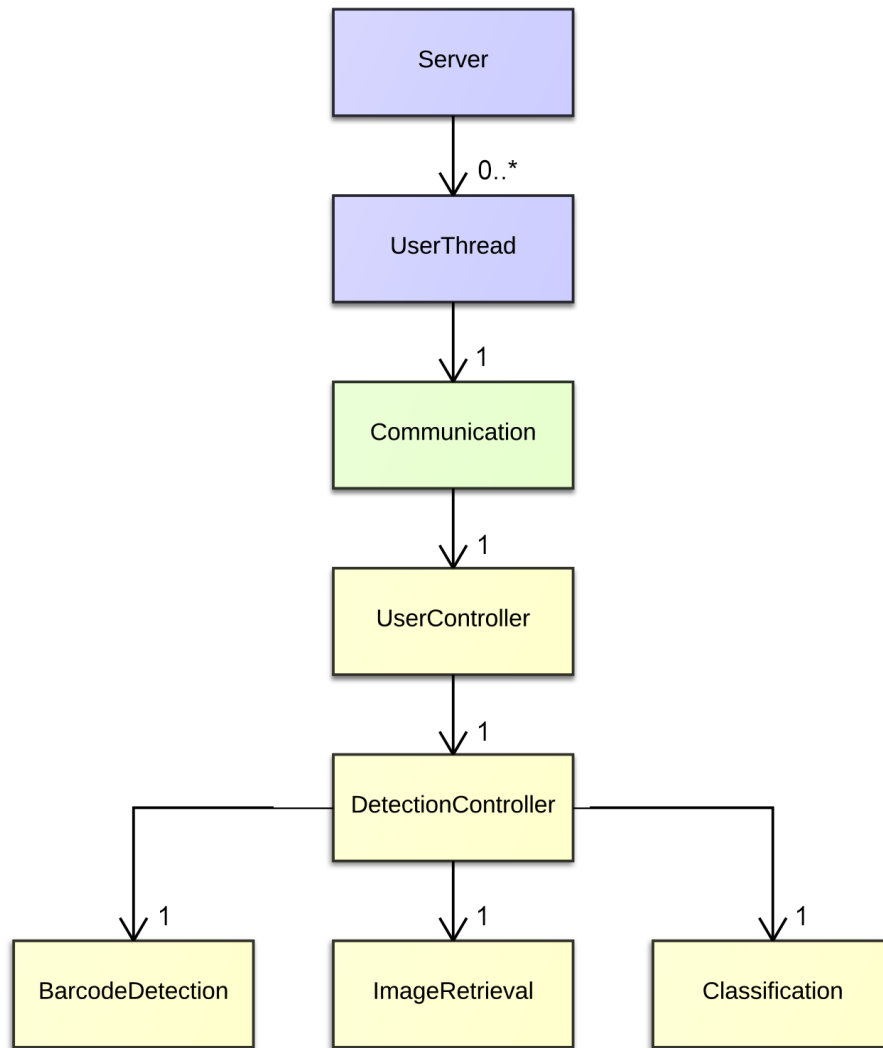 Server
0..*
UserThread
1
Communication
1
UserController
1
DetectionController
1
1
1
BarcodeDetection
ImageRetrieval
Classification